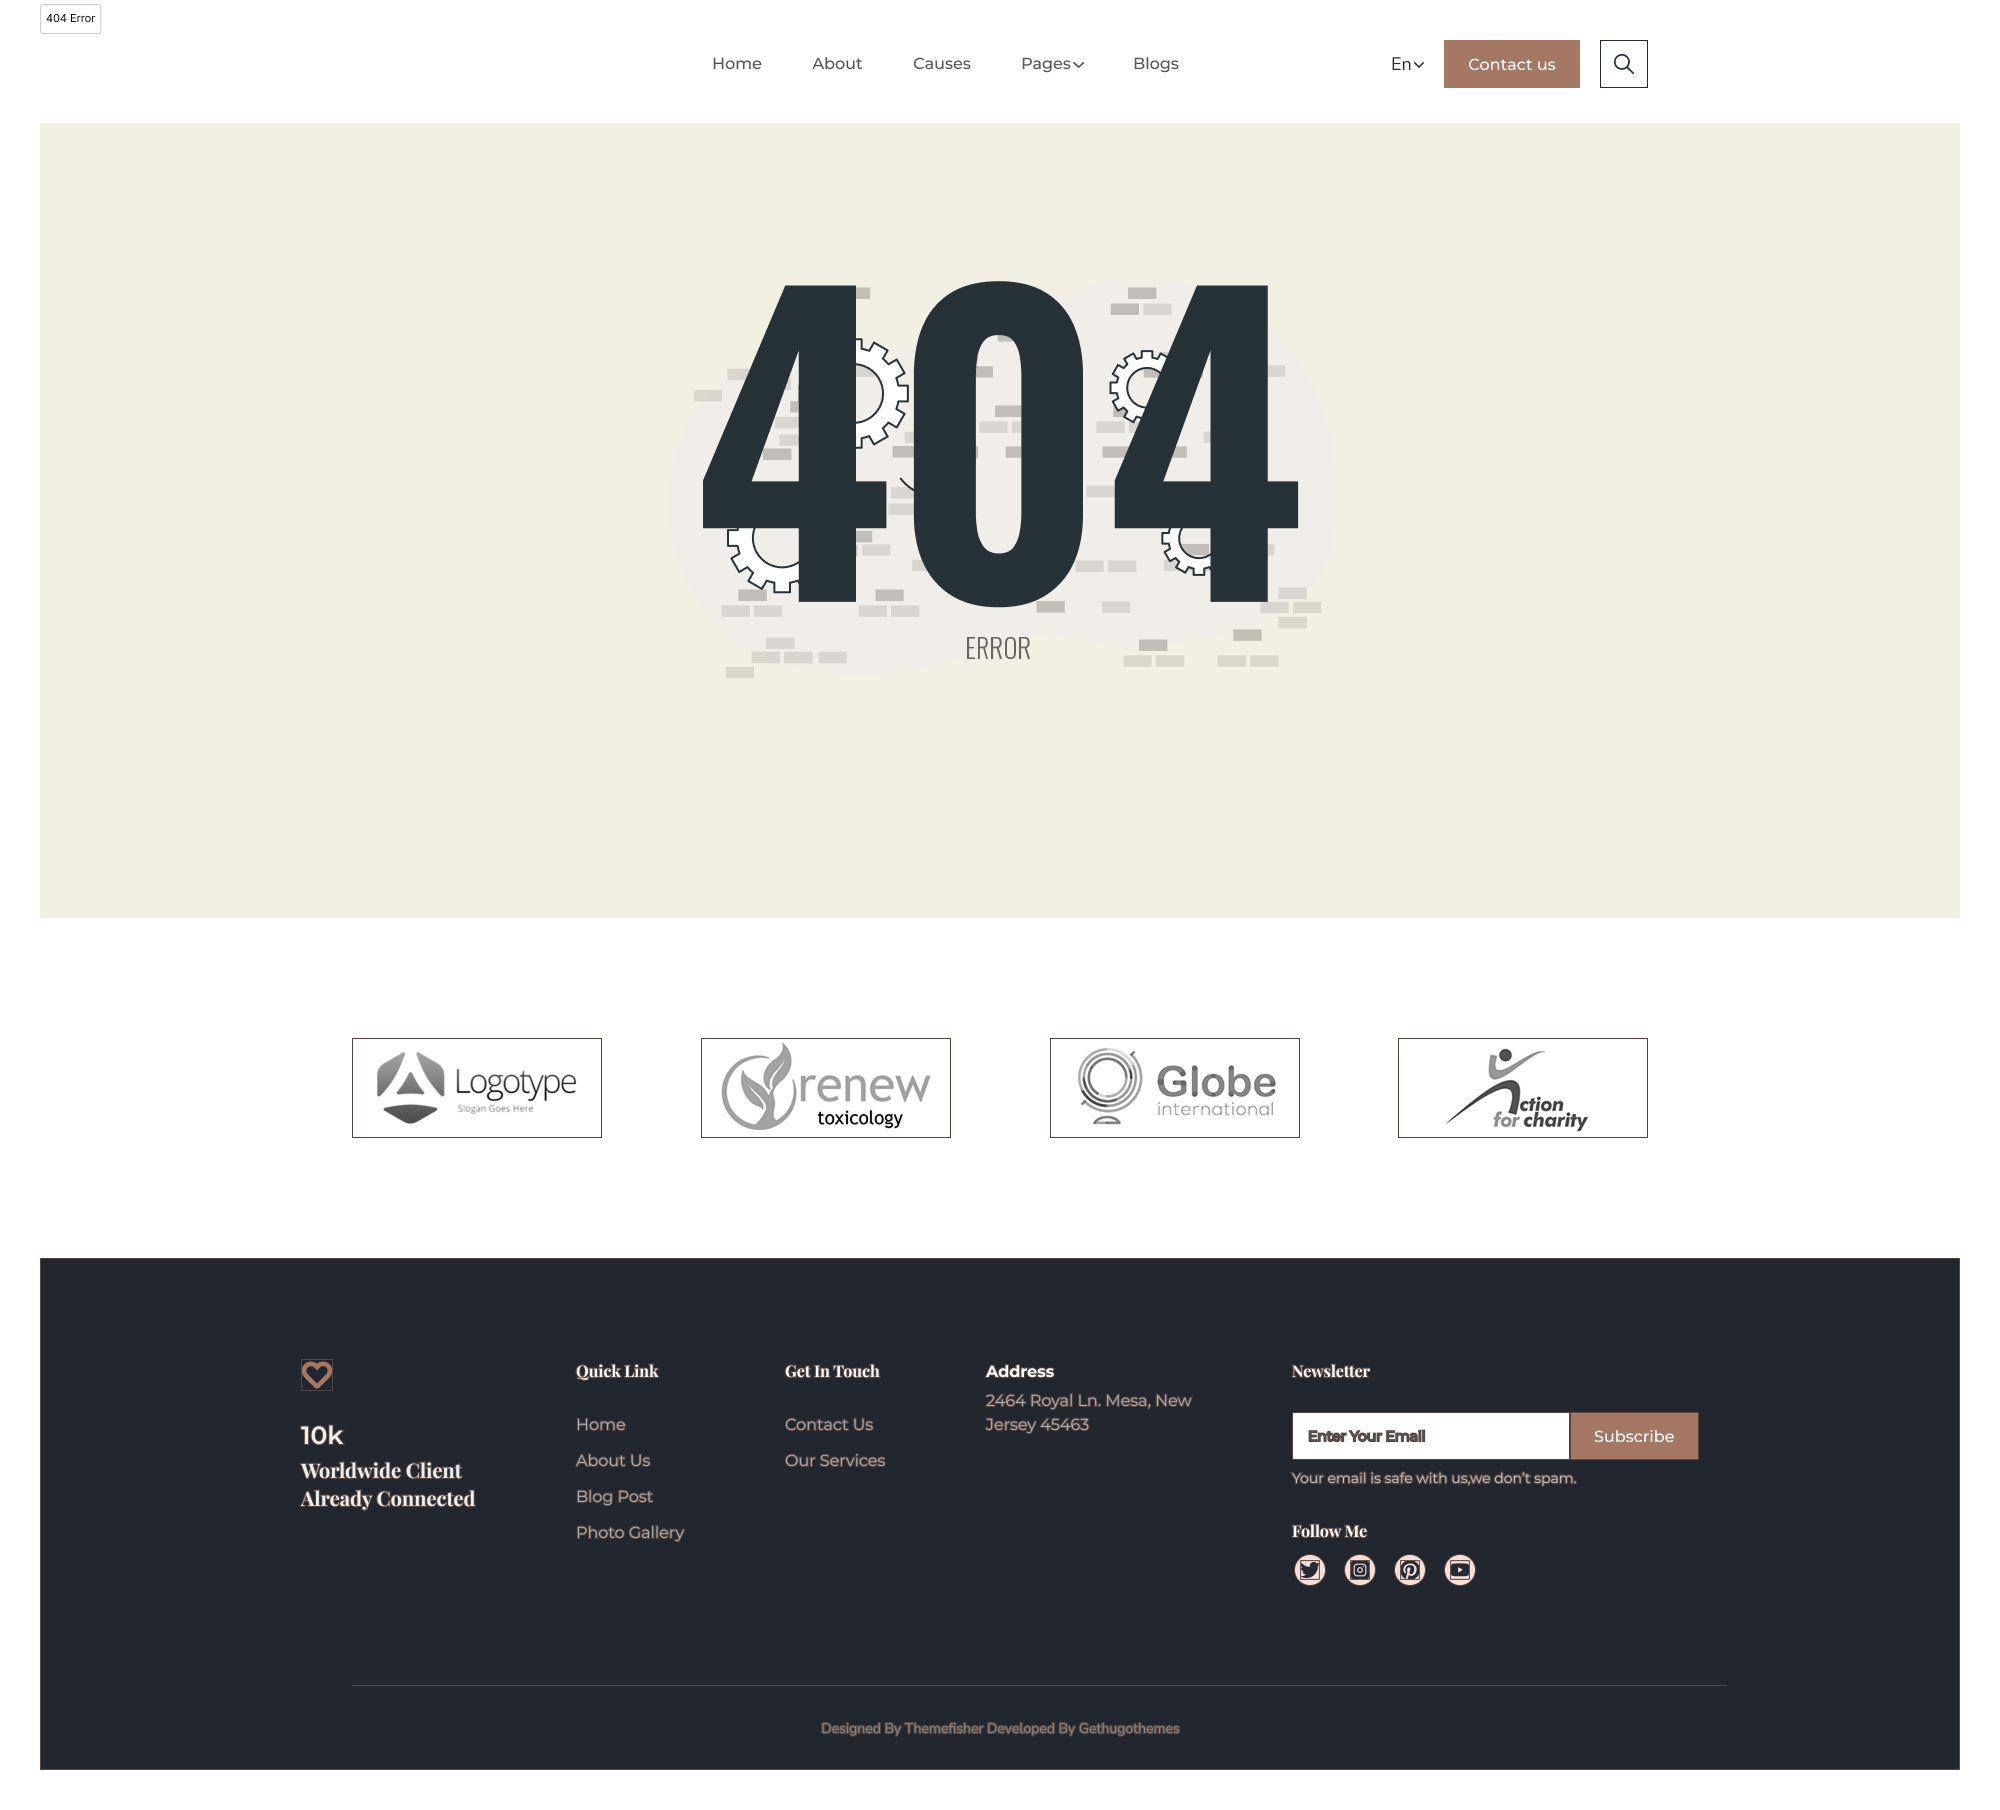 404 Error
Home About Causes Pages Blogs En Contact us
404
ERROR
Logotype
Slogan Goes Here
renew
toxicology
Globe
international
ction
for charity
10k
Worldwide Client
Already Connected
Quick Link
Home
About Us
Blog Post
Photo Gallery
Get In Touch
Contact Us
Our Services
Address
2464 Royal Ln. Mesa, New
Jersey 45463
Newsletter
Enter Your Email Subscribe
Your email is safe with us,we don’t spam.
Follow Me
Designed By Themefisher Developed By Gethugothemes